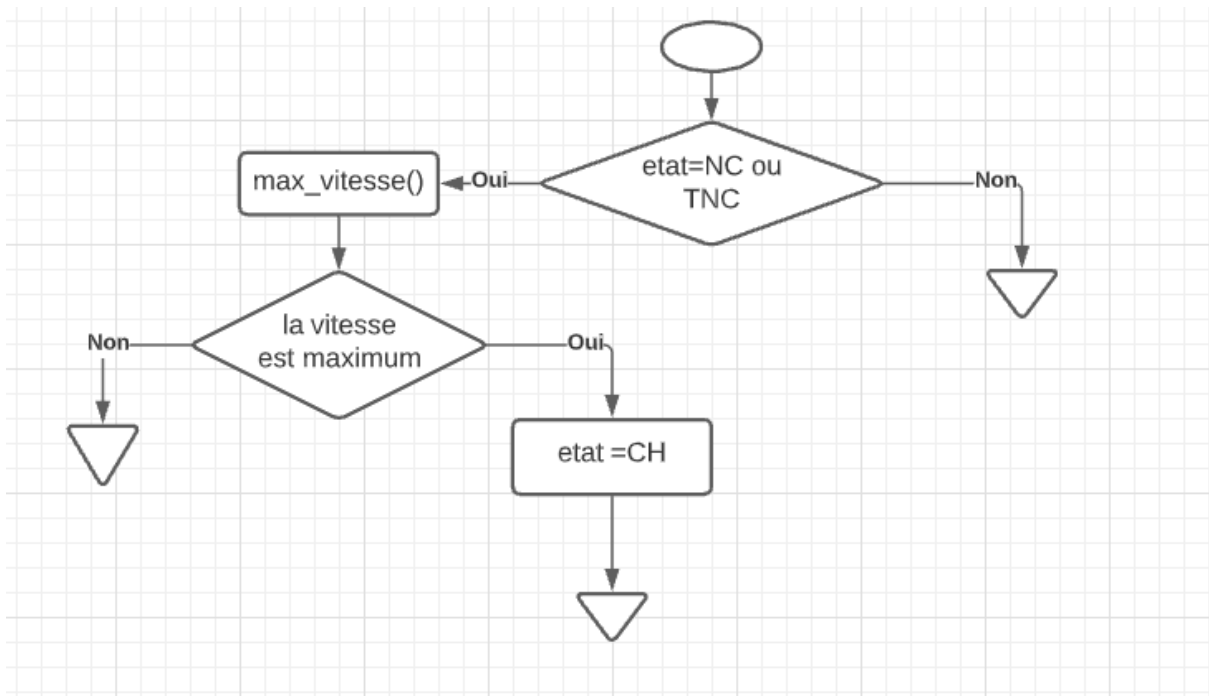 etat=NC ou
TNC
Oui
Non
max_vitesse()
la vitesse
est maximum
Non
Oui
etat =CH